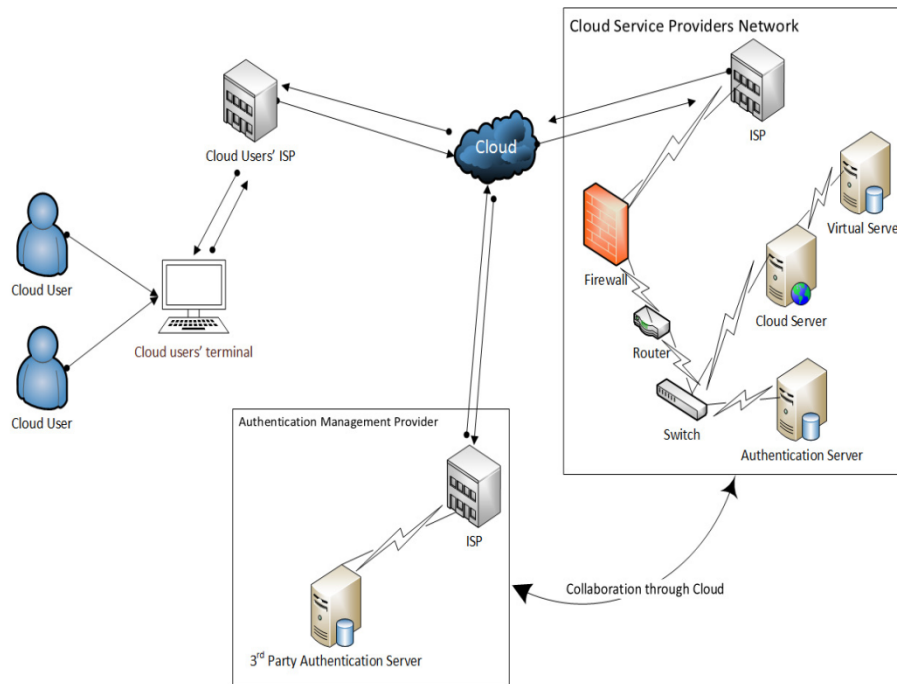 Cloud Service Providers Network
ISP
Cloud Users' ISP
Cloud
Virtual Server
Cloud User
Firewall
Cloud Server
Cloud users' terminal
Router
Cloud User
Switch
Authentication Server
Authentication Management Provider
ISP
Collaboration through Cloud
3rd Party Authentication Server